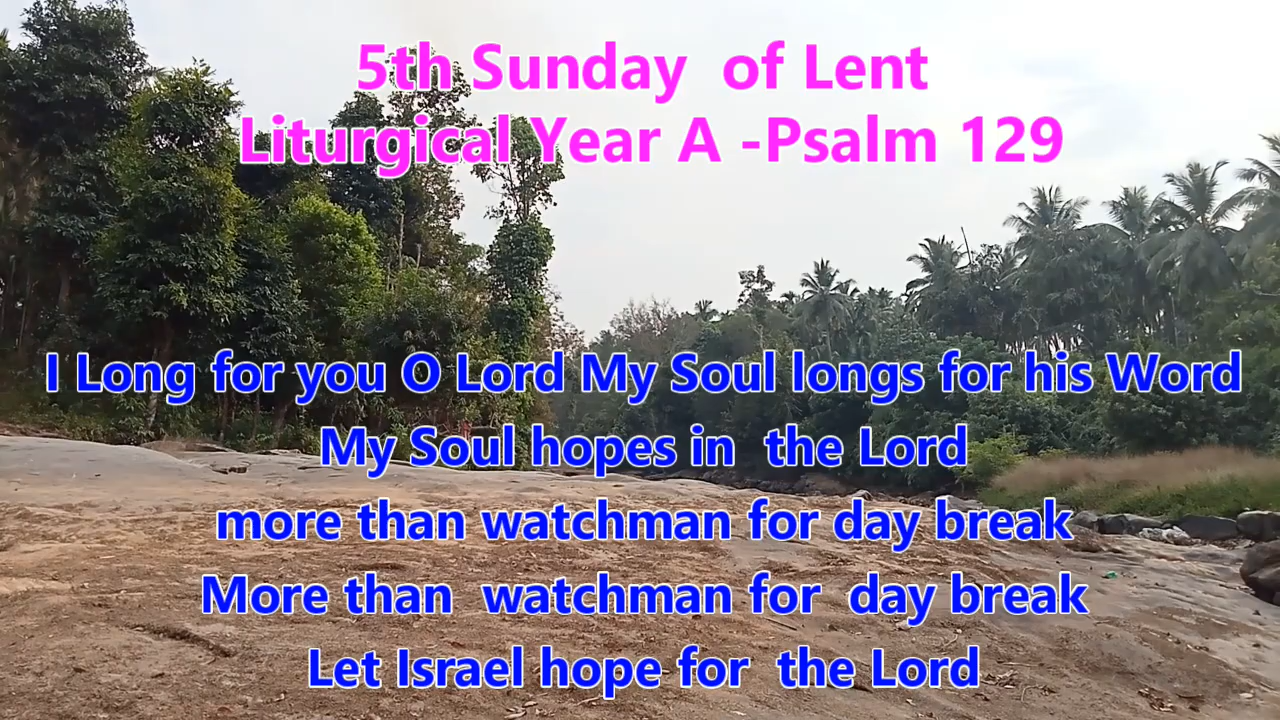 5th Sunday of Lent
Liturgical Year A -Psalm 129
I Long for you O Lord My Soul longs for his Word
My Soul hopes in the Lord
more than watchman for day break
More than watchman for day break
Let Israel hope for the Lord